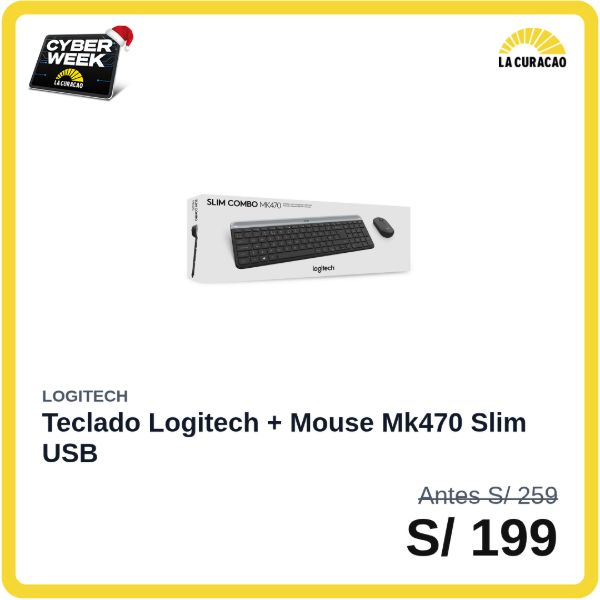 CYBER
WEEK
LA CURACAO
LA CURACAO
SLIM COMBO MK470
logitech
LOGITECH
Teclado Logitech + Mouse Mk470 Slim
USB
Antes S/ 259
S/ 199